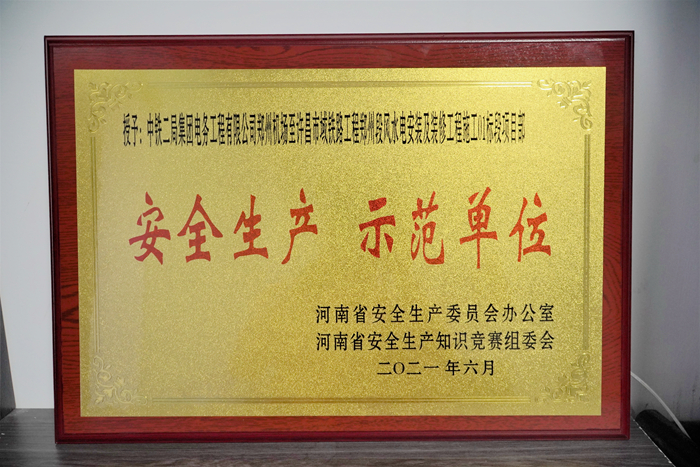 授予：中铁二局集团电务工程有限公司郑州机场至许昌市域铁路工程郑州段风水电安装及装修工程施工01标段项目部
安全生产 示范单位
河南省安全生产委员会办公室
河南省安全生产知识竞赛组委会
二〇二一年六月